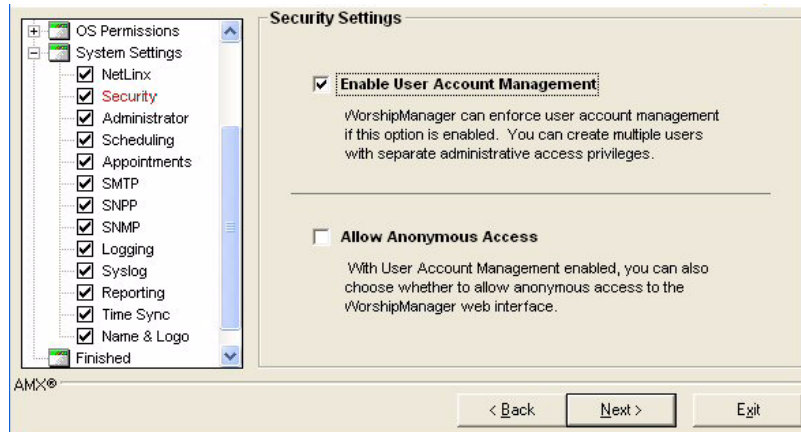 OS Permissions
System Settings
NetLinx
Security
Administrator
Scheduling
Appointments
SMTP
SNPP
SNMP
Logging
Syslog
Reporting
Time Sync
Name & Logo
Finished
Security Settings
Enable User Account Management
WorshipManager can enforce user account management
if this option is enabled. You can create multiple users
with separate administrative access privileges.
Allow Anonymous Access
With User Account Management enabled, you can also
choose whether to allow anonymous access to the
WorshipManager web interface.
AMX®
< Back
Next >
Exit